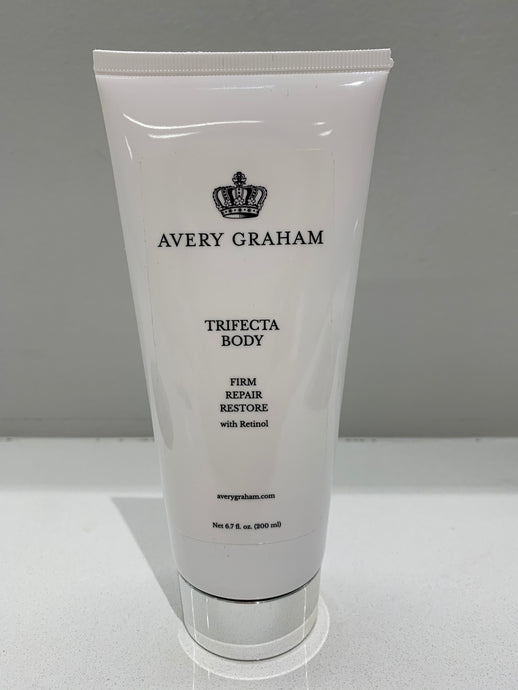 AVERY GRAHAM
TRIFECTA
BODY
FIRM
REPAIR
RESTORE
with Retinol
averygraham.com
Net 6.7 fl. oz. (200 ml)